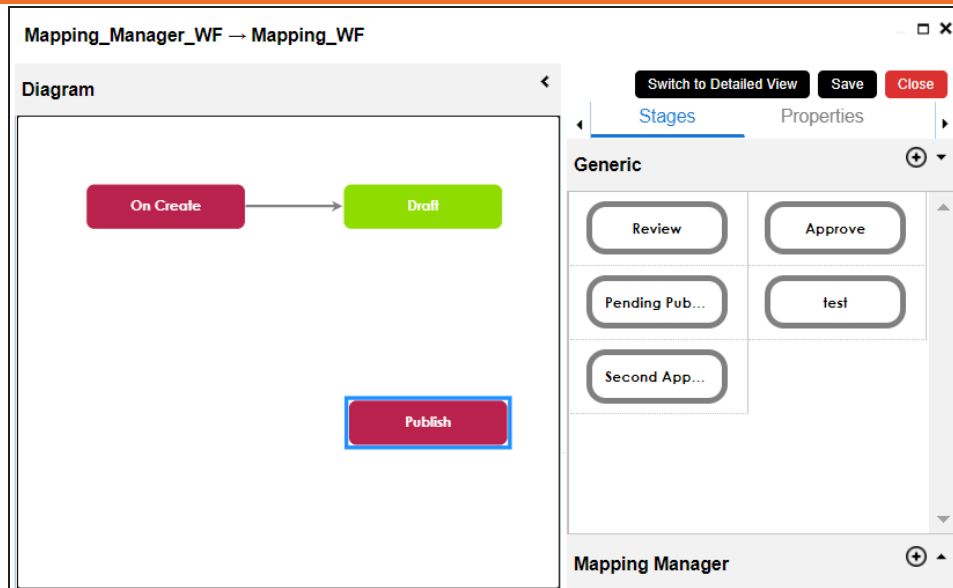 Mapping_Manager_WF → Mapping_WF
Diagram
Switch to Detailed View Save Close
Stages Properties
Generic
On Create Draft
Review Approve
Pending Pub... test
Second App...
Publish
Mapping Manager